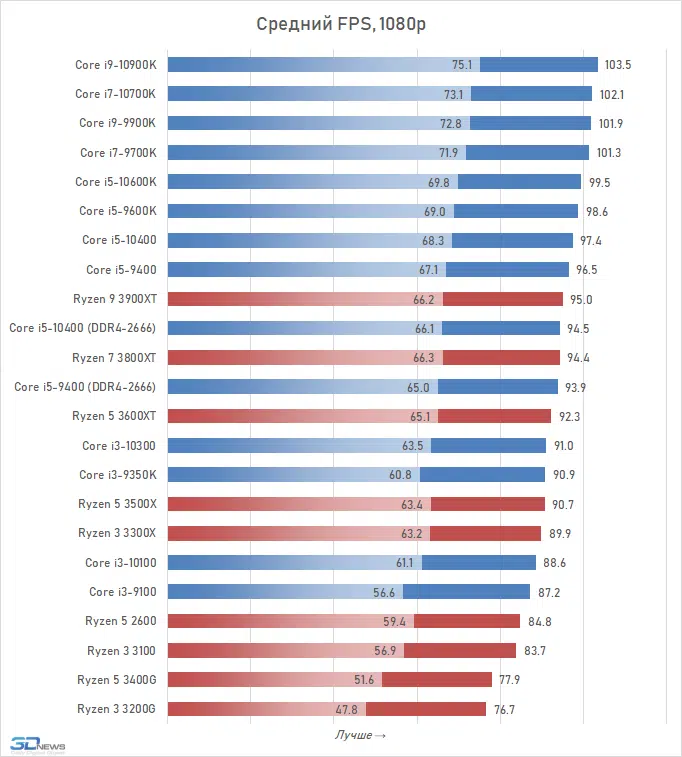 Средний FPS, 1080p
Core i9-10900K 75.1 103.5
Core i7-10700K 73.1 102.1
Core i9-9900K 72.8 101.9
Core i7-9700K 71.9 101.3
Core i5-10600K 69.8 99.5
Core i5-9600K 69.0 98.6
Core i5-10400 68.3 97.4
Core i5-9400 67.1 96.5
Ryzen 9 3900XT 66.2 95.0
Core i5-10400 (DDR4-2666) 66.1 94.5
Ryzen 7 3800XT 66.3 94.4
Core i5-9400 (DDR4-2666) 65.0 93.9
Ryzen 5 3600XT 65.1 92.3
Core i3-10300 63.5 91.0
Core i3-9350K 60.8 90.9
Ryzen 5 3500X 63.4 90.7
Ryzen 3 3300X 63.2 89.9
Core i3-10100 61.1 88.6
Core i3-9100 56.6 87.2
Ryzen 5 2600 59.4 84.8
Ryzen 3 3100 56.9 83.7
Ryzen 5 3400G 51.6 77.9
Ryzen 3 3200G 47.8 76.7
Лучше →
3DNEWS